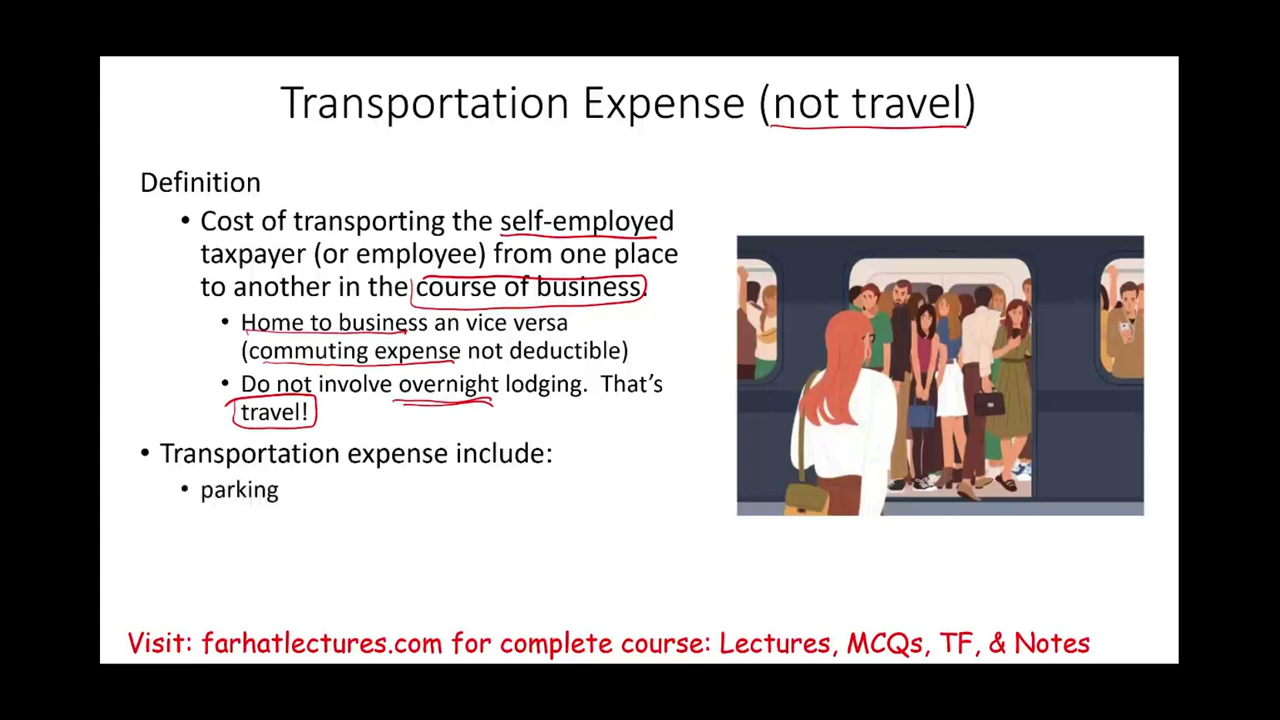 Transportation Expense (not travel)
Definition
• Cost of transporting the self-employed
taxpayer (or employee) from one place
to another in the course of business.
• Home to business an vice versa
(commuting expense not deductible)
• Do not involve overnight lodging. That's
travel!
• Transportation expense include:
• parking
Visit: farhatlectures.com for complete course: Lectures, MCQs, TF, & Notes